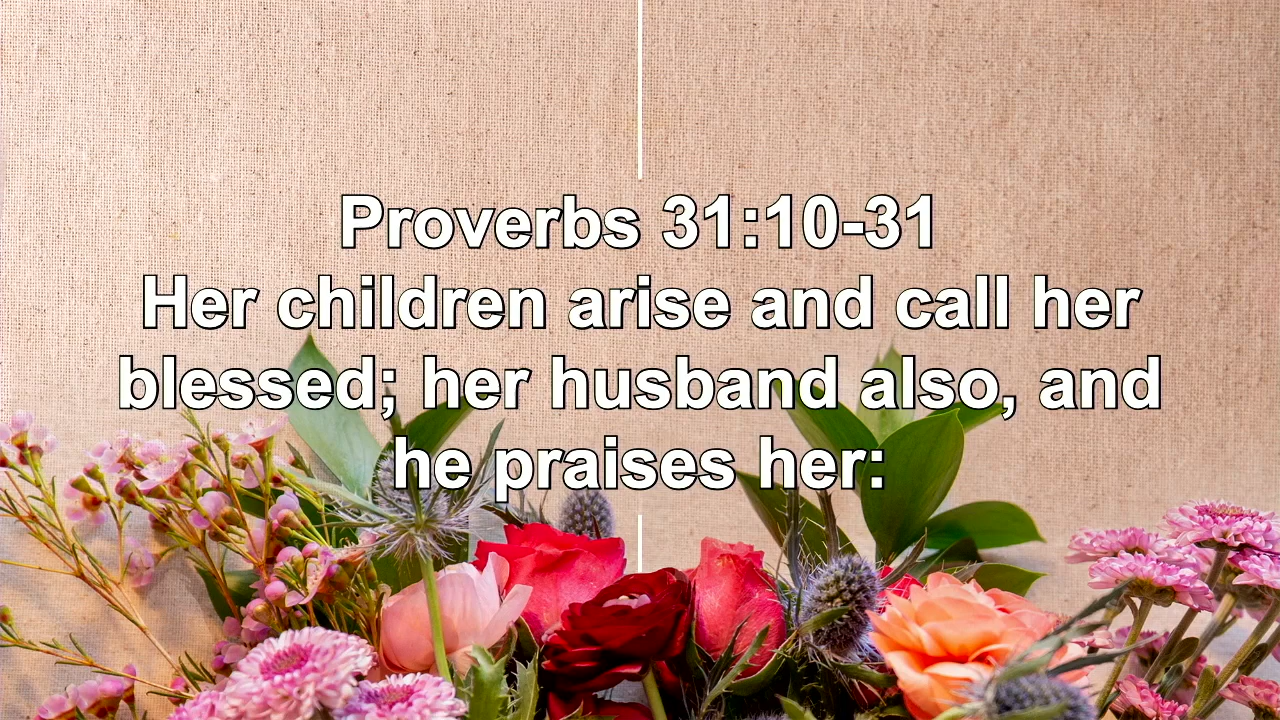 Proverbs 31:10-31
Her children arise and call her
blessed; her husband also, and
he praises her: